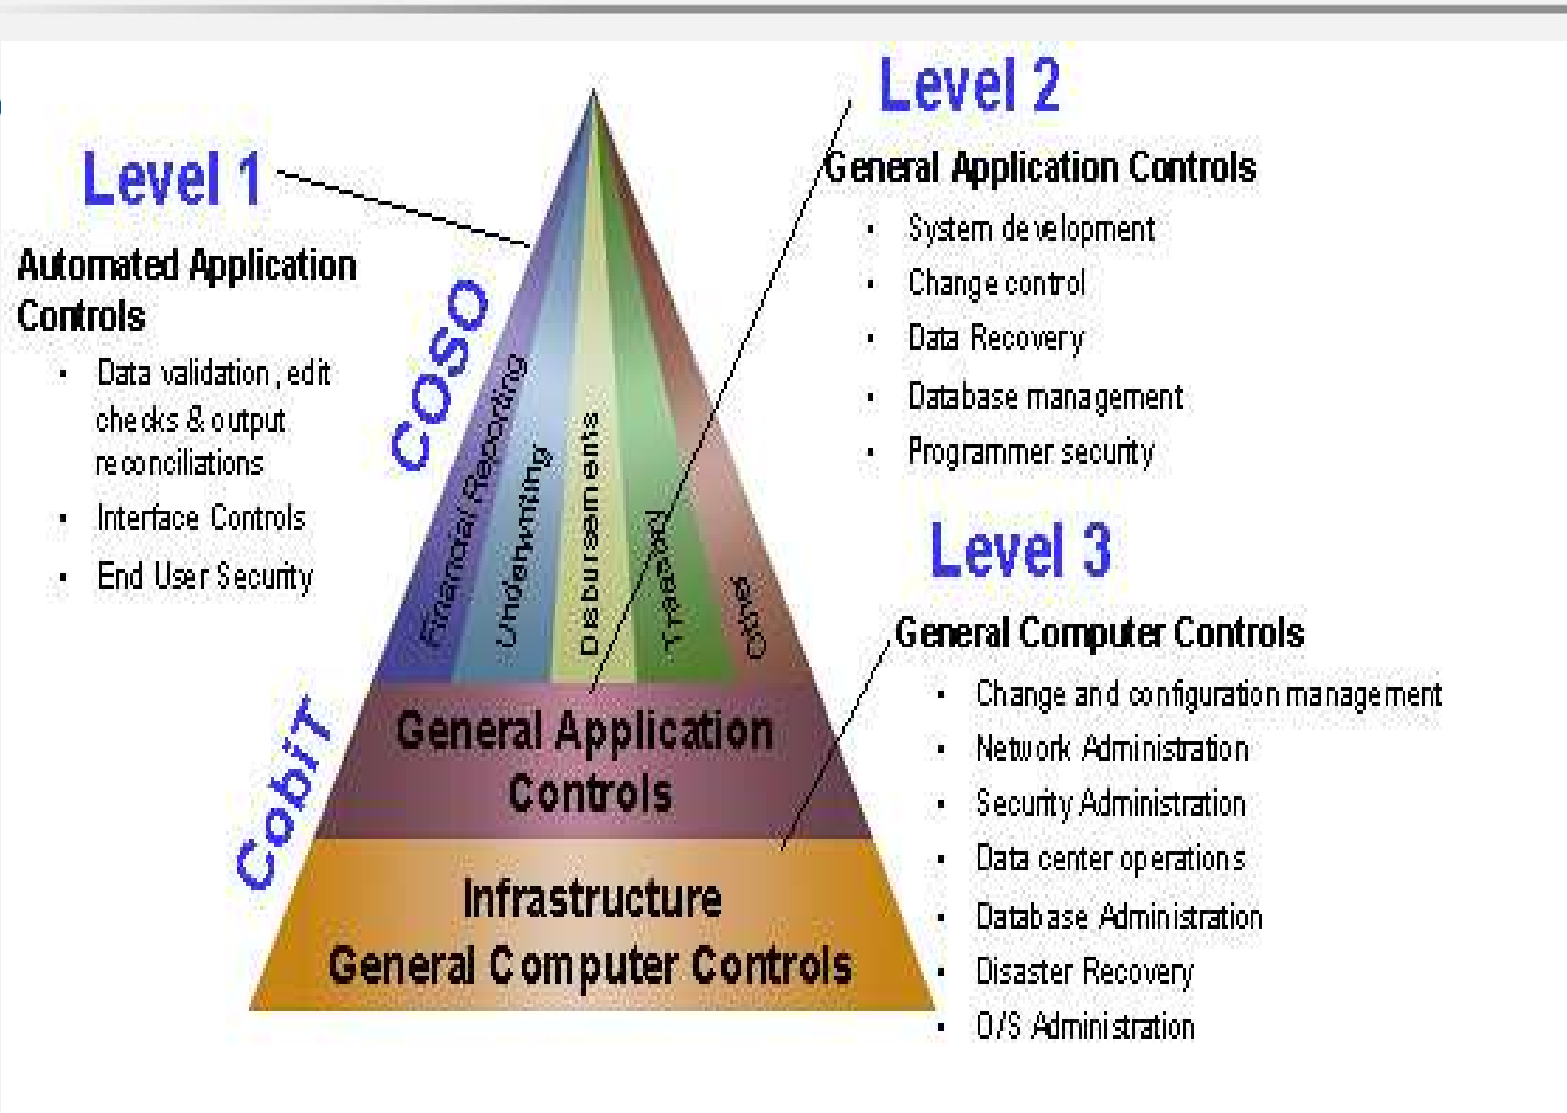 Level 1
Automated Application
Controls
· Data validation, edit
checks & output
reconciliations
· Interface Controls
· End User Security
COSO
CobiT
Financial Reporting
Underwriting
Disbursements
Treasury
Other
General Application
Controls
Infrastructure
General Computer Controls
Level 2
General Application Controls
· System development
· Change control
· Data Recovery
· Database management
· Programmer security
Level 3
General Computer Controls
· Change and configuration management
· Network Administration
· Security Administration
· Data center operations
· Database Administration
· Disaster Recovery
· O/S Administration